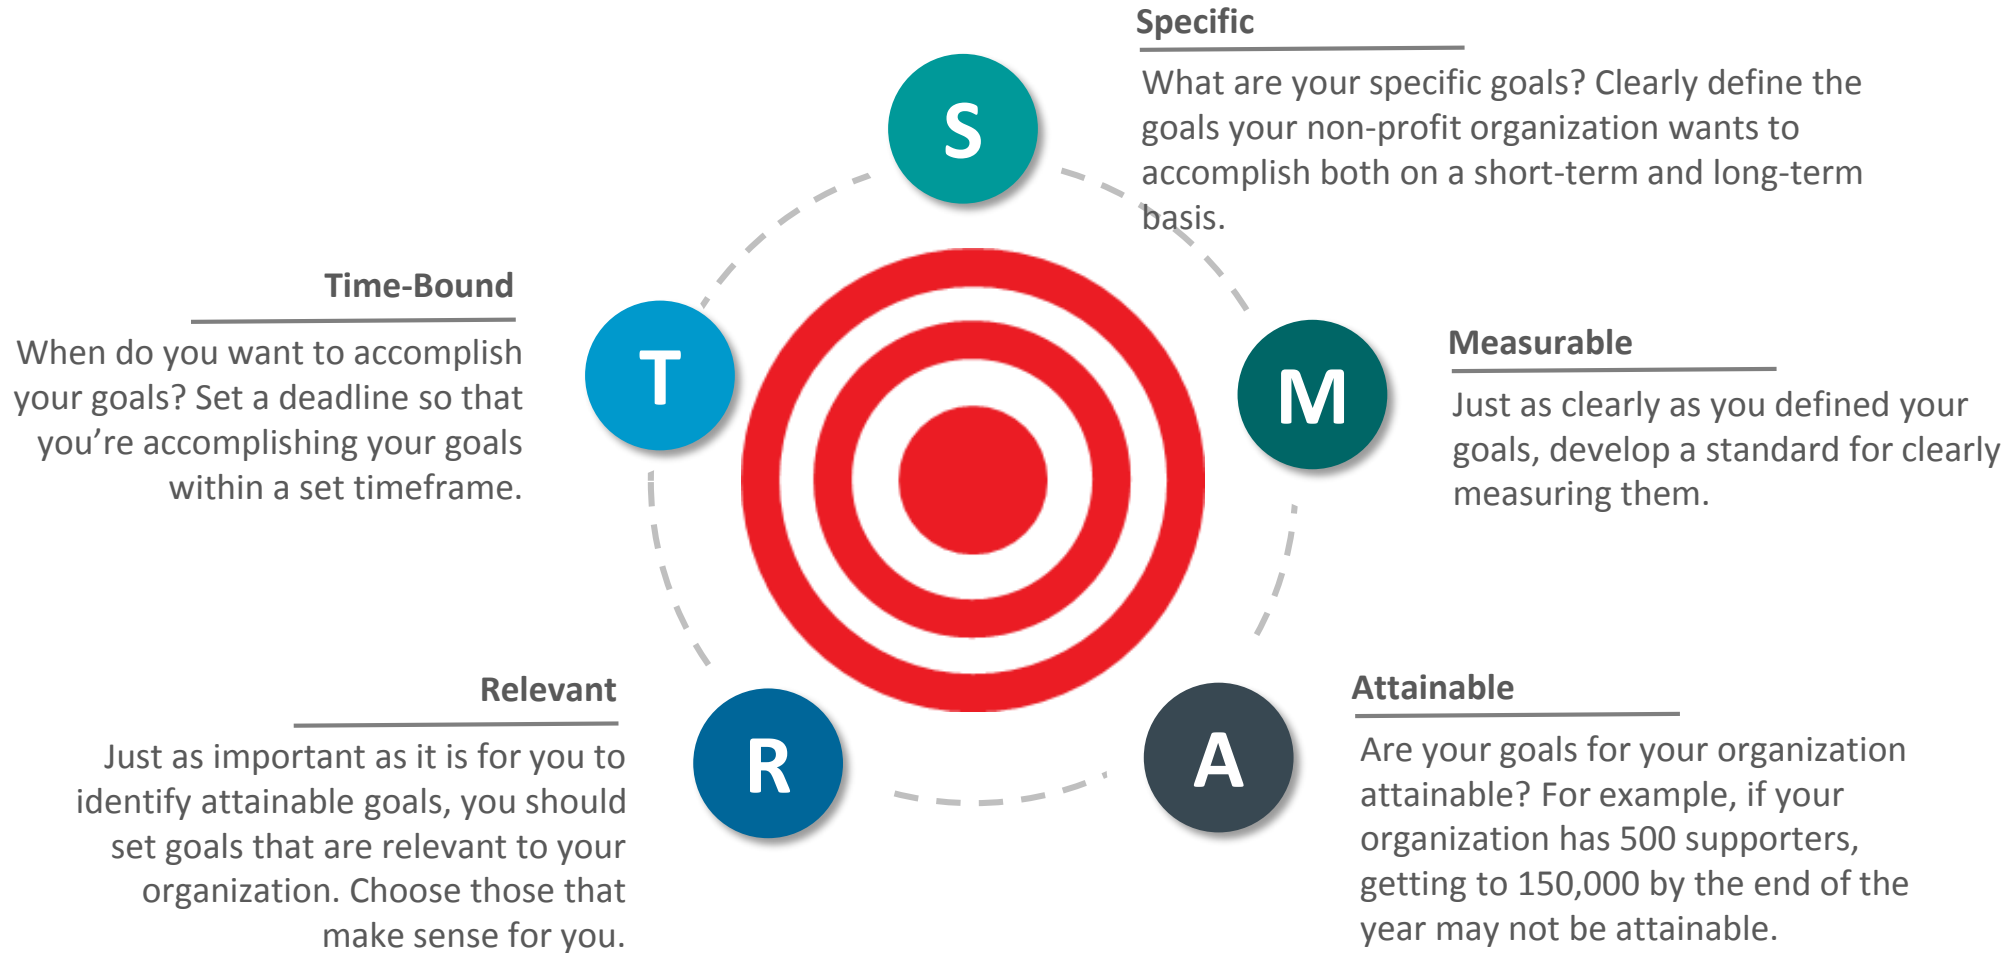 Specific
What are your specific goals? Clearly define the
goals your non-profit organization wants to
accomplish both on a short-term and long-term
basis.
S
Time-Bound
When do you want to accomplish
your goals? Set a deadline so that
you’re accomplishing your goals
within a set timeframe.
T
M
Measurable
Just as clearly as you defined your
goals, develop a standard for clearly
measuring them.
Relevant
Just as important as it is for you to
identify attainable goals, you should
set goals that are relevant to your
organization. Choose those that
make sense for you.
R
A
Attainable
Are your goals for your organization
attainable? For example, if your
organization has 500 supporters,
getting to 150,000 by the end of the
year may not be attainable.